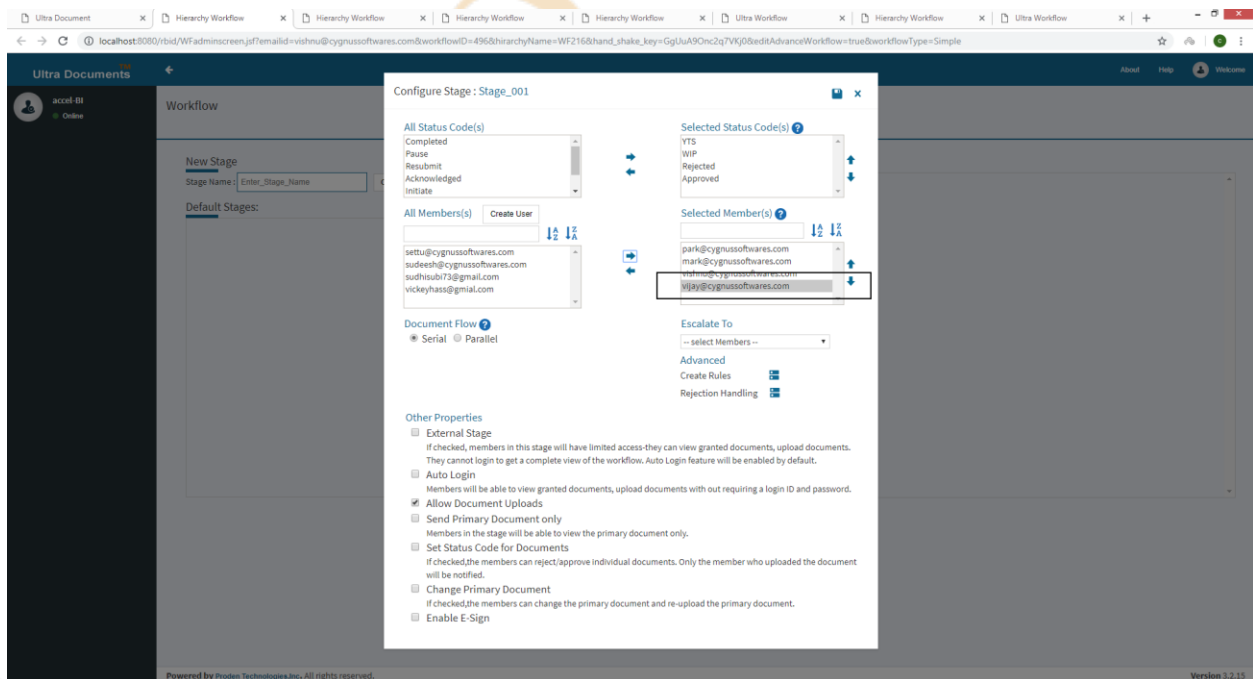 Ultra Document
Hierarchy Workflow
Hierarchy Workflow
Hierarchy Workflow
Hierarchy Workflow
Ultra Workflow
Hierarchy Workflow
Ultra Workflow
localhost:8080/rbid/WFadminscreen.jsf?emailid=vishnu@cygnussoftwares.com&workflowID=496&hirarchyName=WF216&hand_shake_key=GgUuA9Onc2q7VKj0&editAdvanceWorkflow=true&workflowType=Simple
Ultra Documents TM
About Help Welcome
accel-BI
Online
Workflow
New Stage
Stage Name : Enter_Stage_Name
Default Stages:
Configure Stage : Stage_001
All Status Code(s)
Completed
Pause
Resubmit
Acknowledged
Initiate
Selected Status Code(s) ?
YTS
WIP
Rejected
Approved
All Members(s) Create User
settu@cygnussoftwares.com
sudeesh@cygnussoftwares.com
sudhisubi73@gmail.com
vickeyhass@gmial.com
Selected Member(s) ?
park@cygnussoftwares.com
mark@cygnussoftwares.com
vishnu@cygnussoftwares.com
vijay@cygnussoftwares.com
Document Flow ?
Serial Parallel
Escalate To
-- select Members --
Advanced
Create Rules
Rejection Handling
Other Properties
External Stage
If checked, members in this stage will have limited access-they can view granted documents, upload documents.
They cannot login to get a complete view of the workflow. Auto Login feature will be enabled by default.
Auto Login
Members will be able to view granted documents, upload documents with out requiring a login ID and password.
Allow Document Uploads
Send Primary Document only
Members in the stage will be able to view the primary document only.
Set Status Code for Documents
If checked,the members can reject/approve individual documents. Only the member who uploaded the document
will be notified.
Change Primary Document
If checked,the members can change the primary document and re-upload the primary document.
Enable E-Sign
Powered by Proden Technologies,Inc. All rights reserved.
Version 3.2.15